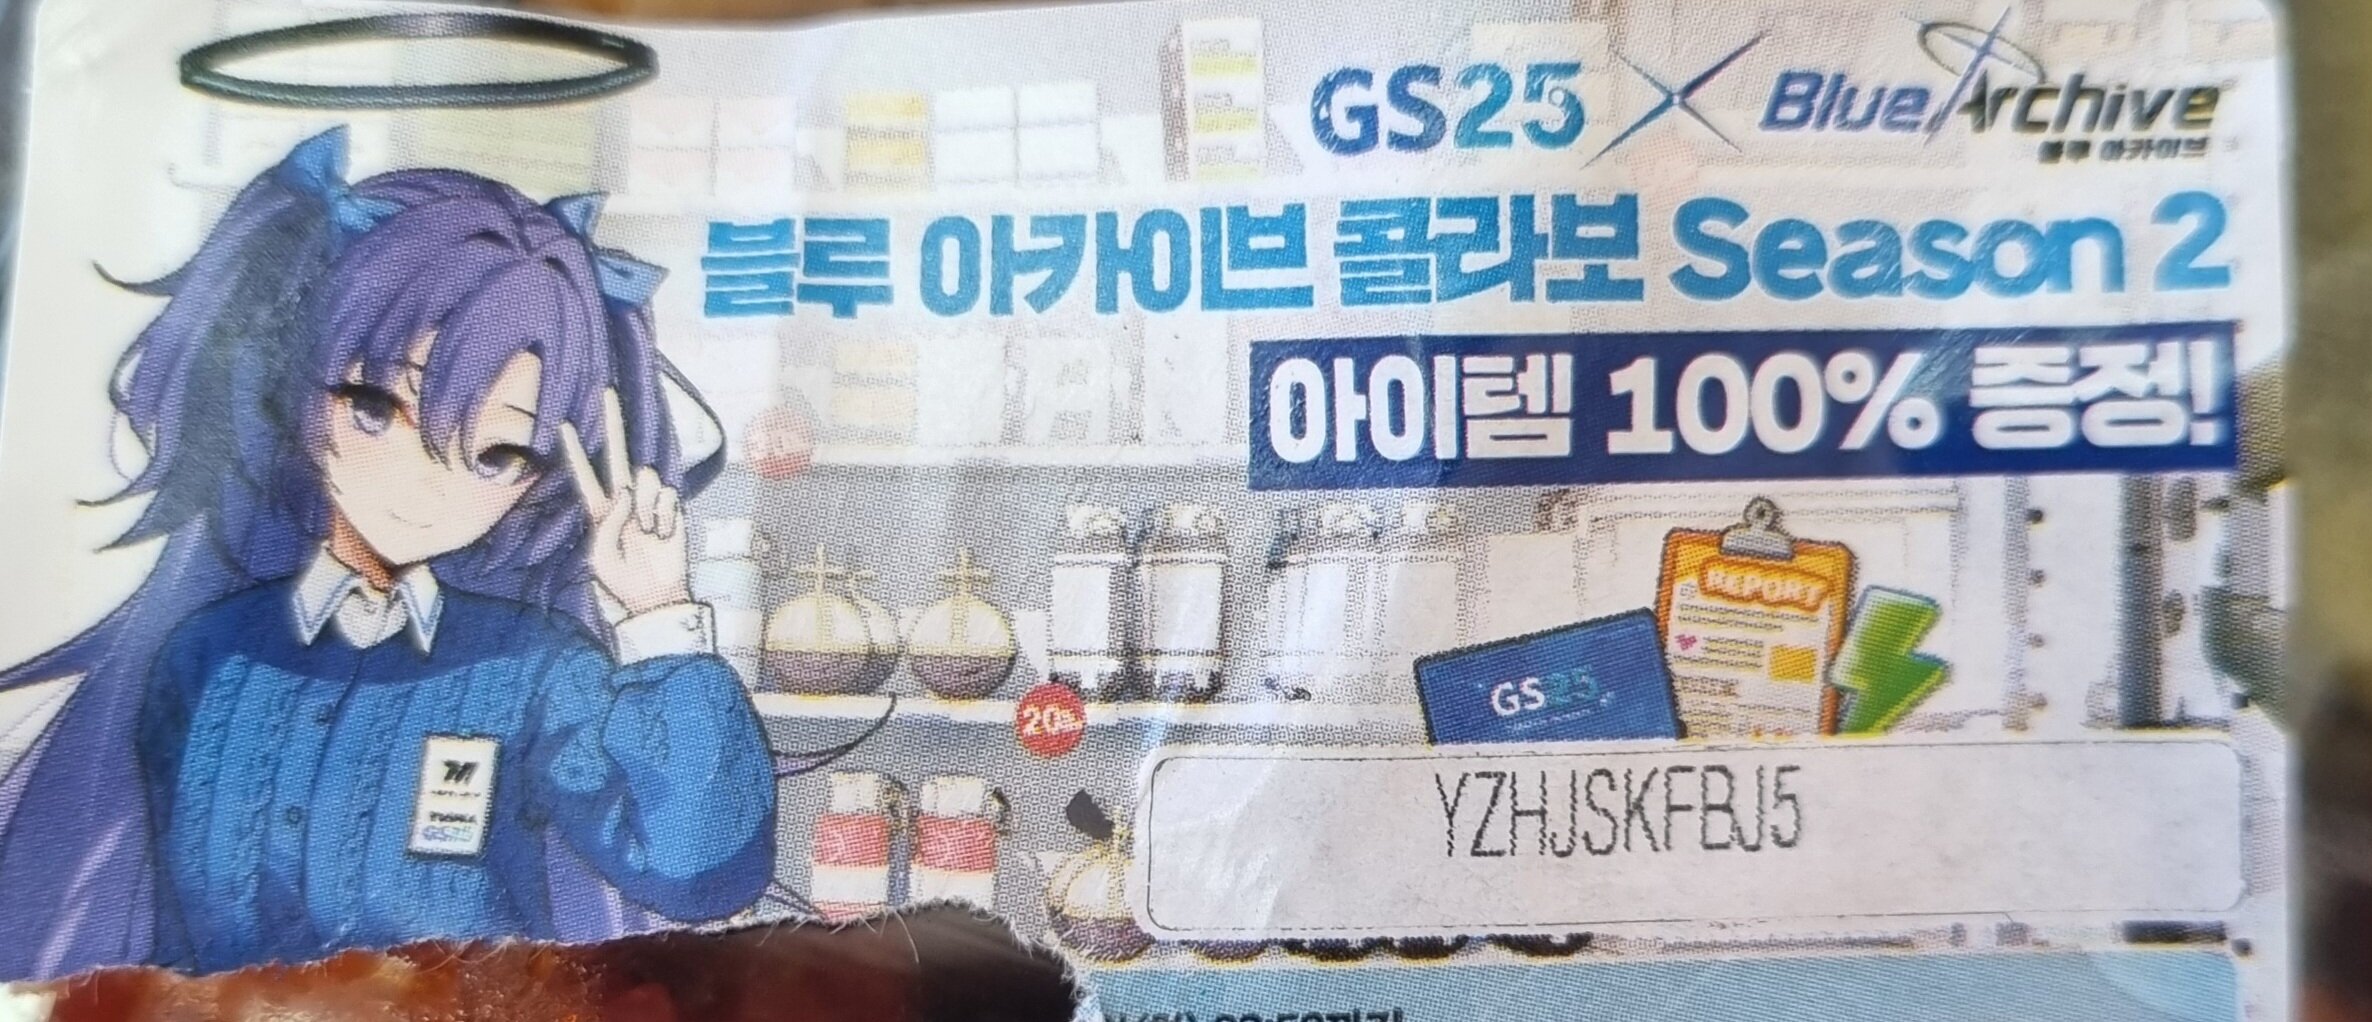 GS25 × Blue Archive
블루 아카이브
블루 아카이브 콜라보 Season 2
아이템 100% 증정!
REPORT
GS25
20%
YZHJSKFBJ5
GS25